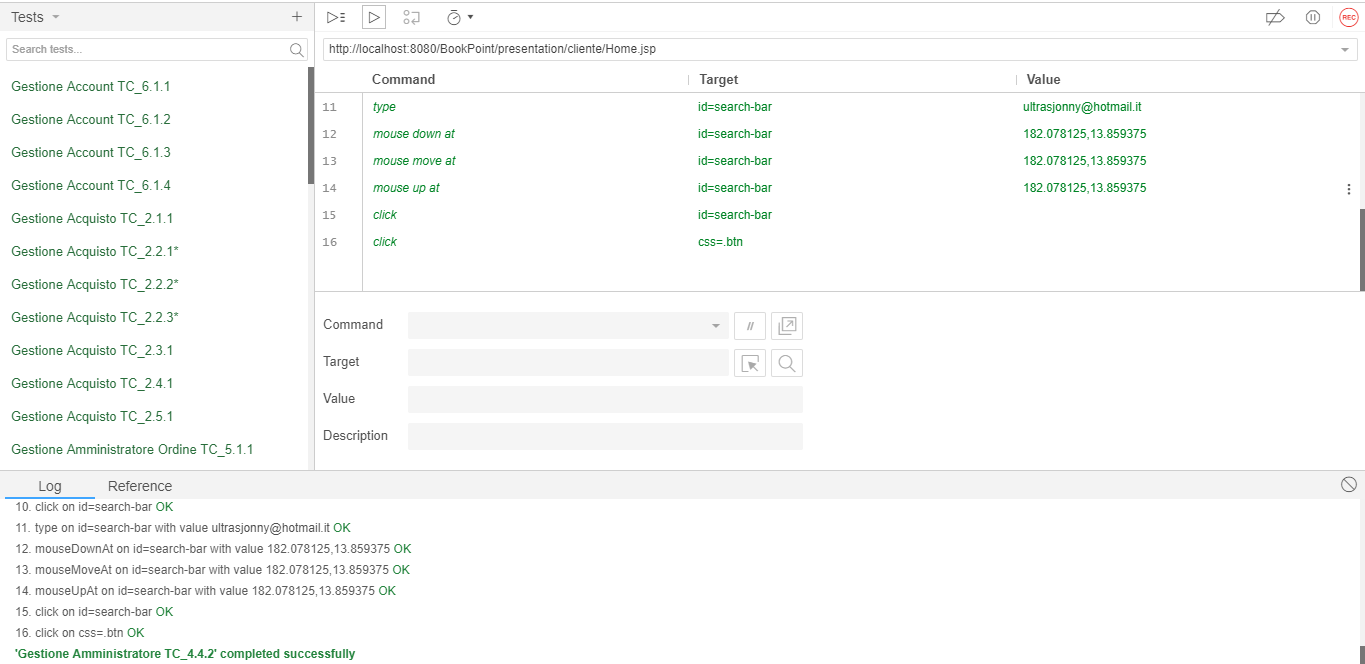 Tests
Search tests...
Gestione Account TC_6.1.1
Gestione Account TC_6.1.2
Gestione Account TC_6.1.3
Gestione Account TC_6.1.4
Gestione Acquisto TC_2.1.1
Gestione Acquisto TC_2.2.1*
Gestione Acquisto TC_2.2.2*
Gestione Acquisto TC_2.2.3*
Gestione Acquisto TC_2.3.1
Gestione Acquisto TC_2.4.1
Gestione Acquisto TC_2.5.1
Gestione Amministratore Ordine TC_5.1.1
REC
http://localhost:8080/BookPoint/presentation/cliente/Home.jsp
Command Target Value
11 type id=search-bar ultrasjonny@hotmail.it
12 mouse down at id=search-bar 182.078125,13.859375
13 mouse move at id=search-bar 182.078125,13.859375
14 mouse up at id=search-bar 182.078125,13.859375
15 click id=search-bar
16 click css=.btn
Command //
Target
Value
Description
Log Reference
10. click on id=search-bar OK
11. type on id=search-bar with value ultrasjonny@hotmail.it OK
12. mouseDownAt on id=search-bar with value 182.078125,13.859375 OK
13. mouseMoveAt on id=search-bar with value 182.078125,13.859375 OK
14. mouseUpAt on id=search-bar with value 182.078125,13.859375 OK
15. click on id=search-bar OK
16. click on css=.btn OK
'Gestione Amministratore TC_4.4.2' completed successfully